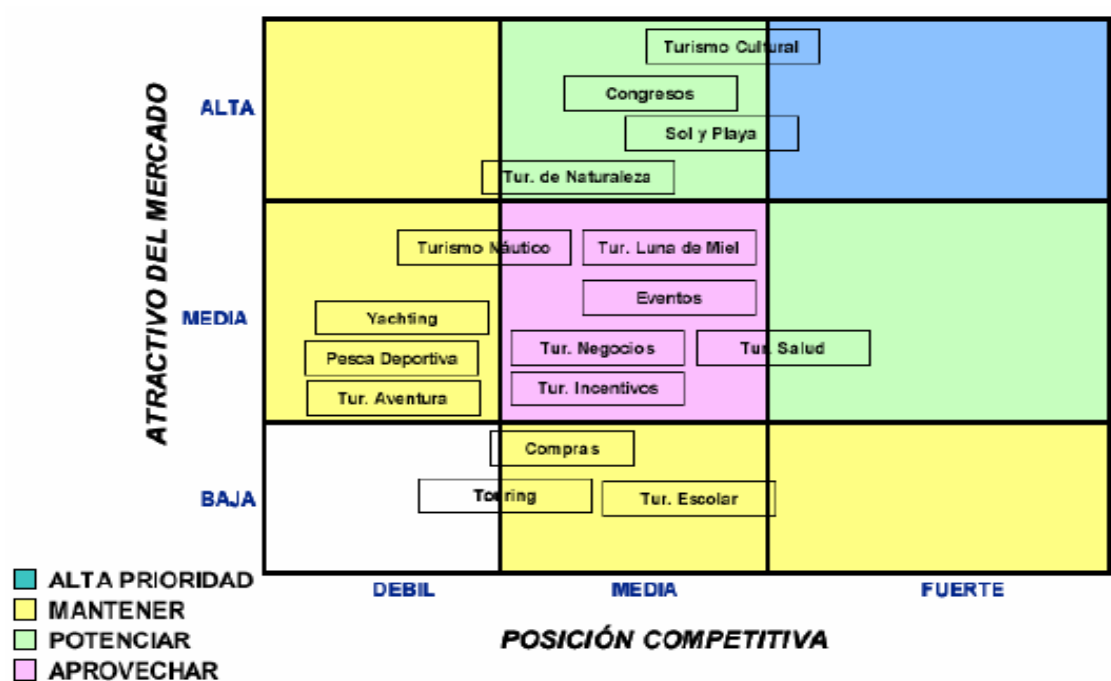 ATRACTIVO DEL MERCADO
ALTA
Turismo Cultural
Congresos
Sol y Playa
Tur. de Naturaleza
MEDIA
Turismo Náutico
Tur. Luna de Miel
Eventos
Yachting
Tur. Negocios
Tur. Salud
Pesca Deportiva
Tur. Incentivos
Tur. Aventura
BAJA
Compras
Touring
Tur. Escolar
DEBIL
MEDIA
FUERTE
POSICIÓN COMPETITIVA
ALTA PRIORIDAD
MANTENER
POTENCIAR
APROVECHAR